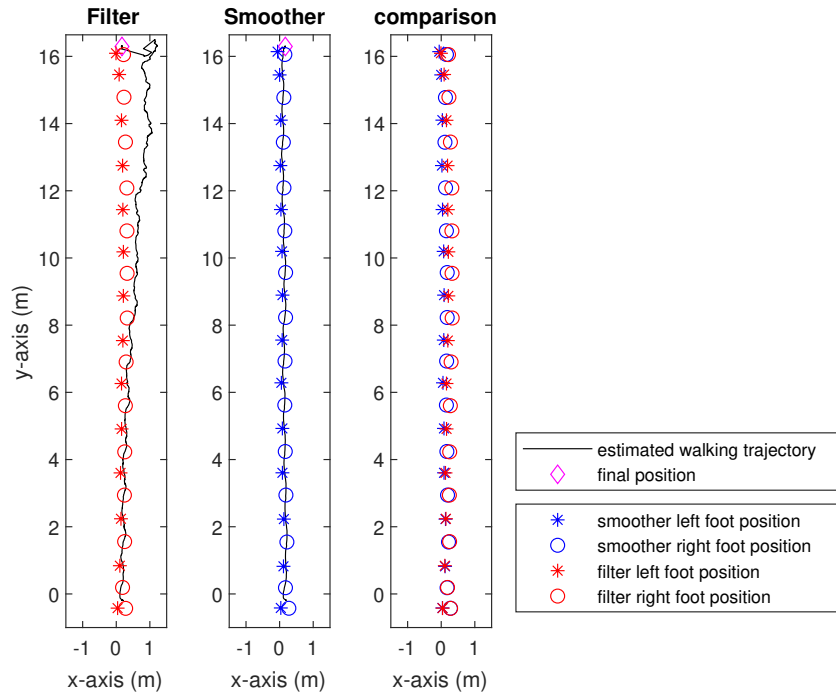 Filter
Smoother
comparison
y-axis (m)
16
14
12
10
8
6
4
2
0
-1 0 1
x-axis (m)
16
14
12
10
8
6
4
2
0
-1 0 1
x-axis (m)
16
14
12
10
8
6
4
2
0
-1 0 1
x-axis (m)
estimated walking trajectory
final position
smoother left foot position
smoother right foot position
filter left foot position
filter right foot position